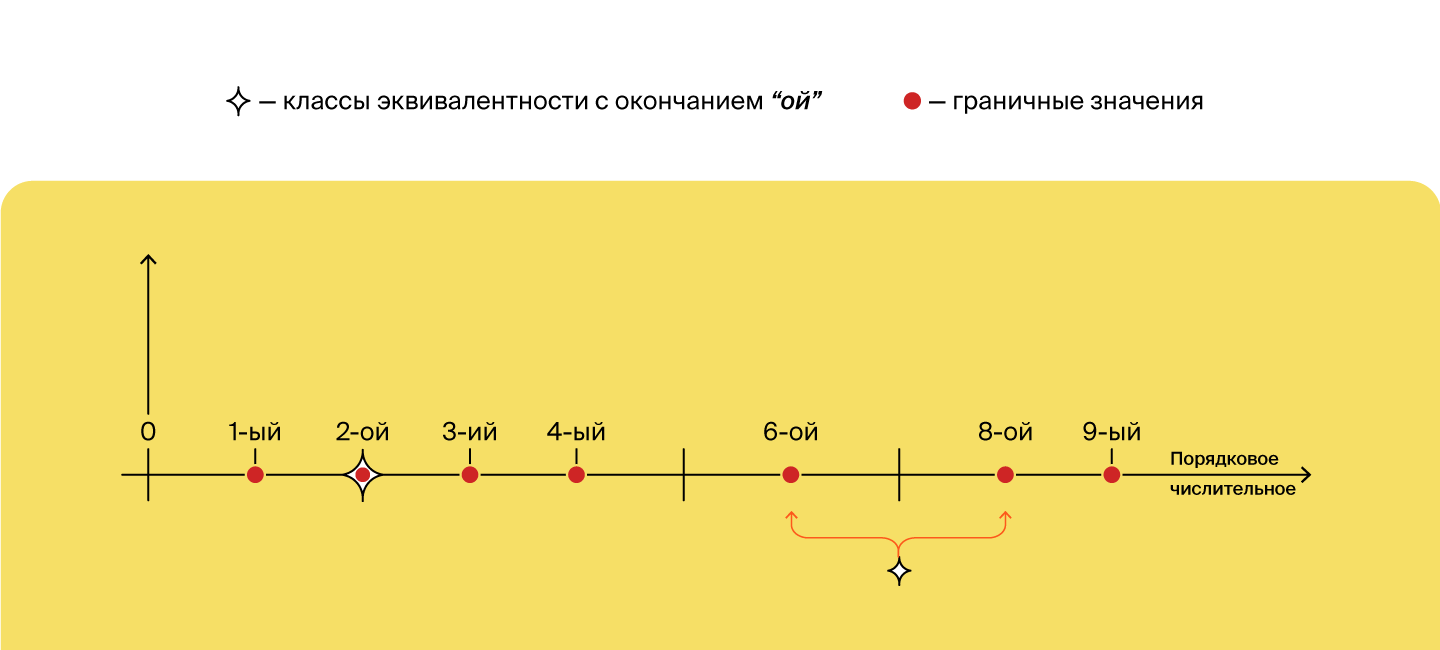 — классы эквивалентности с окончанием “ой”
— граничные значения
0 1-ый 2-ой 3-ий 4-ый 6-ой 8-ой 9-ый
Порядковое
числительное